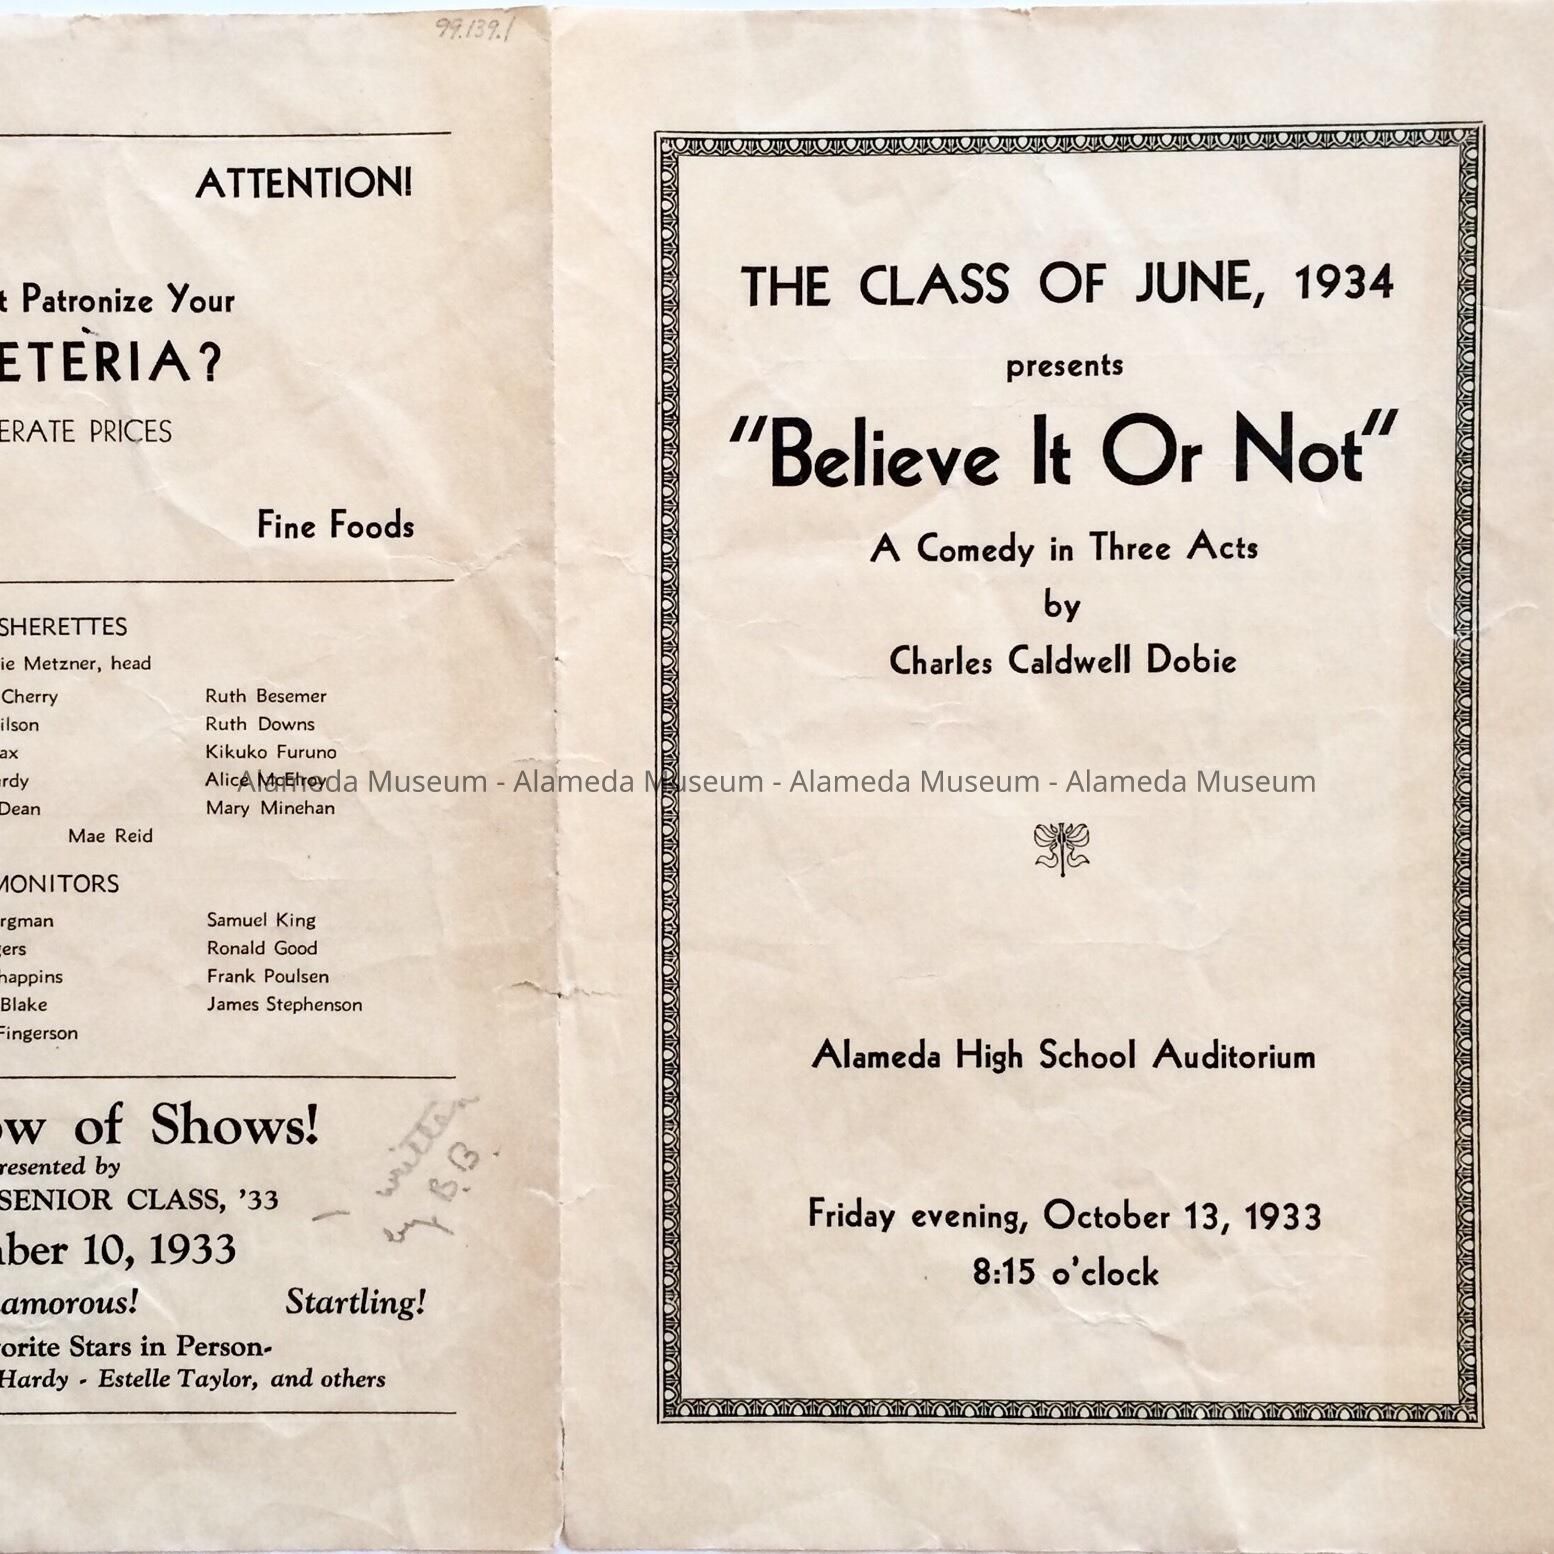 99.139.1
ATTENTION!
t Patronize Your
ETERIA?
ERATE PRICES
Fine Foods
SHERETTES
ie Metzner, head
Cherry Ruth Besemer
ilson Ruth Downs
ax Kikuko Furuno
rdy Alice McElroy
Dean Mary Minehan
Mae Reid
MONITORS
rgman Samuel King
gers Ronald Good
happins Frank Poulsen
Blake James Stephenson
Fingerson
ow of Shows!
resented by
SENIOR CLASS, '33
ber 10, 1933
amorous! Startling!
orite Stars in Person-
Hardy - Estelle Taylor, and others
written
by B.B.
THE CLASS OF JUNE, 1934
presents
"Believe It Or Not"
A Comedy in Three Acts
by
Charles Caldwell Dobie
Alameda Museum - Alameda Museum - Alameda Museum - Alameda Museum
Alameda High School Auditorium
Friday evening, October 13, 1933
8:15 o'clock